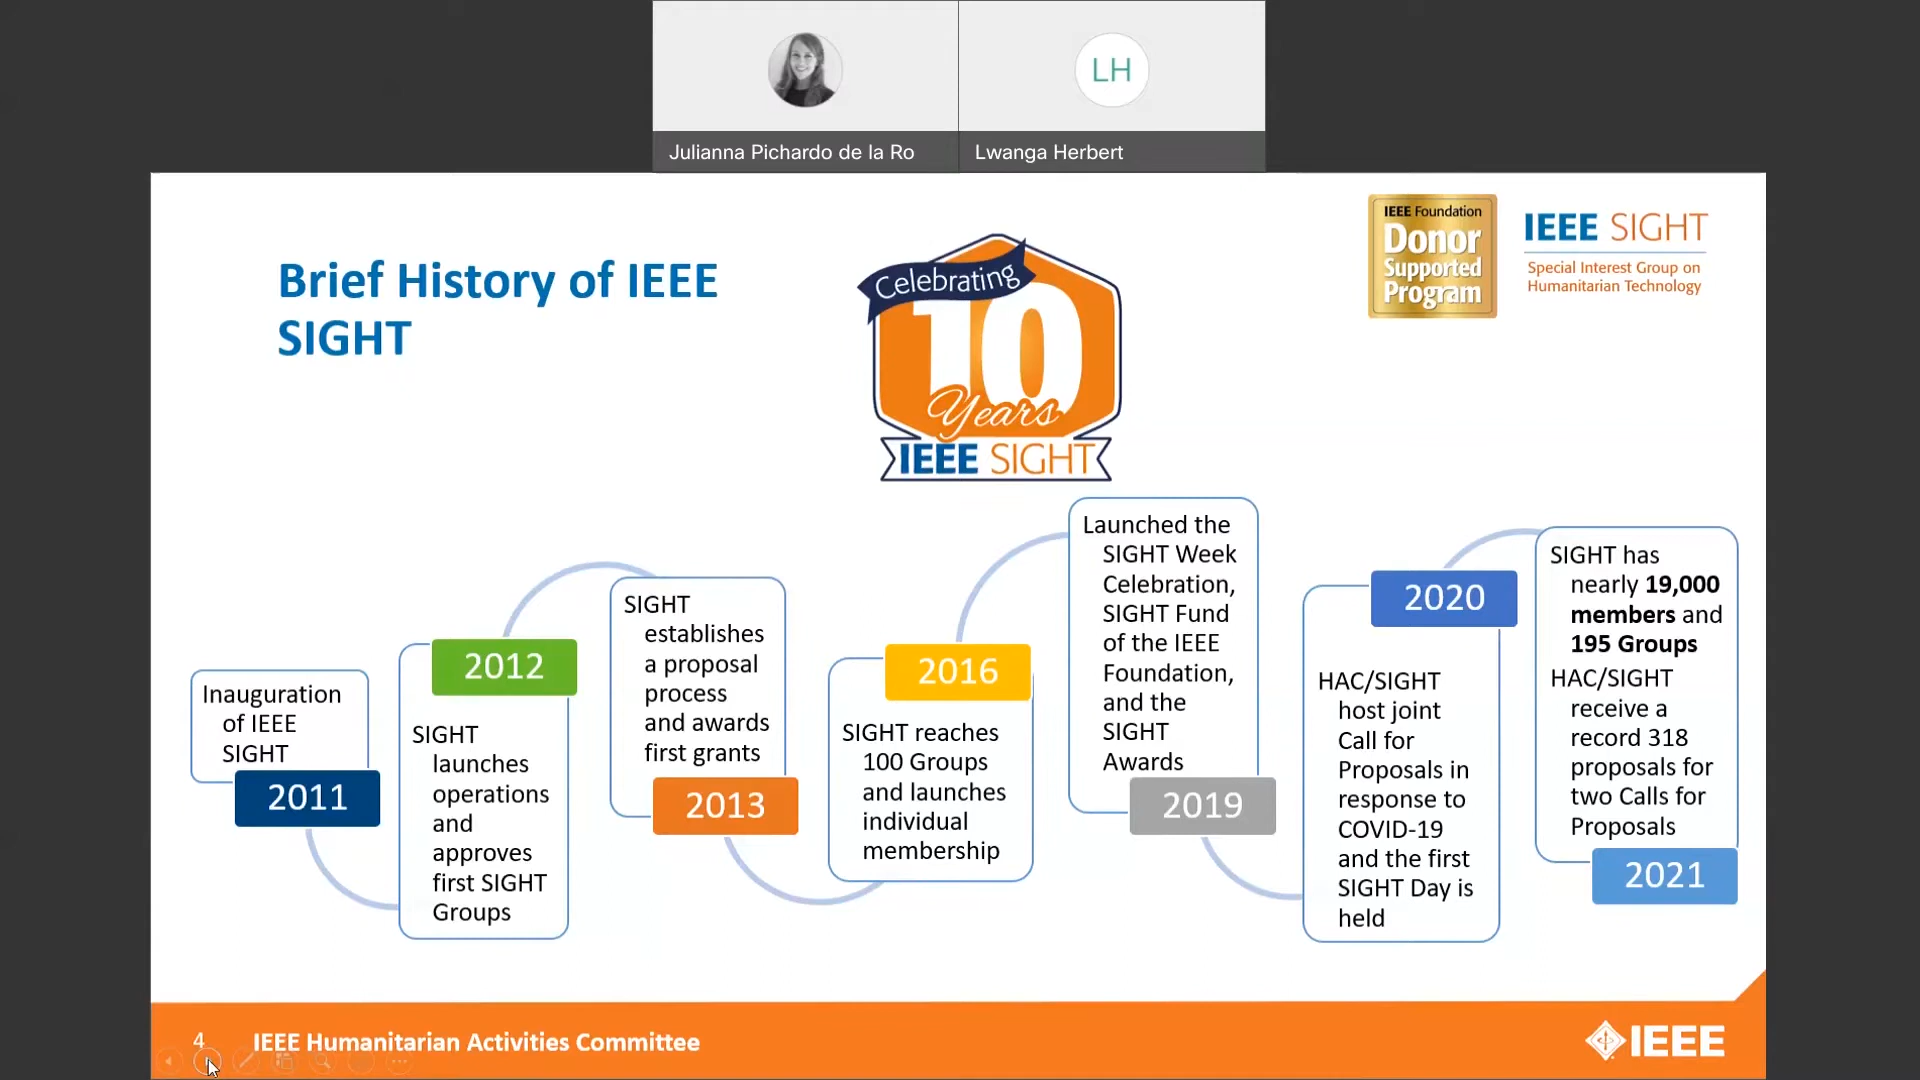 LH
Julianna Pichardo de la Ro
Lwanga Herbert
Brief History of IEEE
SIGHT
Celebrating
10
Years
IEEE SIGHT
IEEE Foundation
Donor
Supported
Program
IEEE SIGHT
Special Interest Group on
Humanitarian Technology
Inauguration
of IEEE
SIGHT
2011
2012
SIGHT
launches
operations
and
approves
first SIGHT
Groups
SIGHT
establishes
a proposal
process
and awards
first grants
2013
2016
SIGHT reaches
100 Groups
and launches
individual
membership
Launched the
SIGHT Week
Celebration,
SIGHT Fund
of the IEEE
Foundation,
and the
SIGHT
Awards
2019
2020
HAC/SIGHT
host joint
Call for
Proposals in
response to
COVID-19
and the first
SIGHT Day is
held
SIGHT has
nearly 19,000
members and
195 Groups
HAC/SIGHT
receive a
record 318
proposals for
two Calls for
Proposals
2021
4
IEEE Humanitarian Activities Committee
IEEE